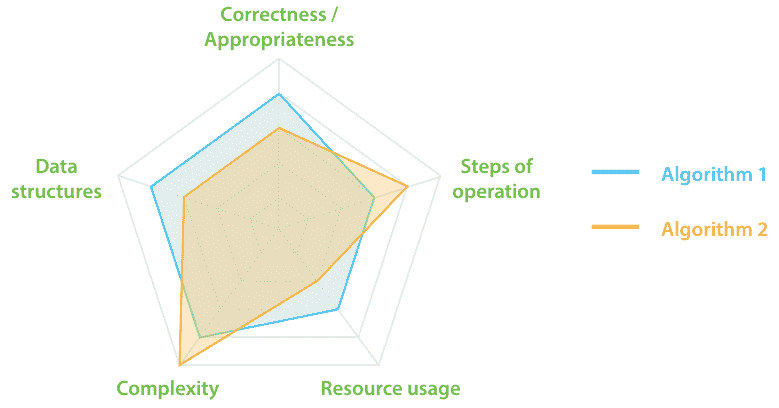 Correctness /
Appropriateness
Data
structures
Steps of
operation
Algorithm 1
Algorithm 2
Complexity
Resource usage